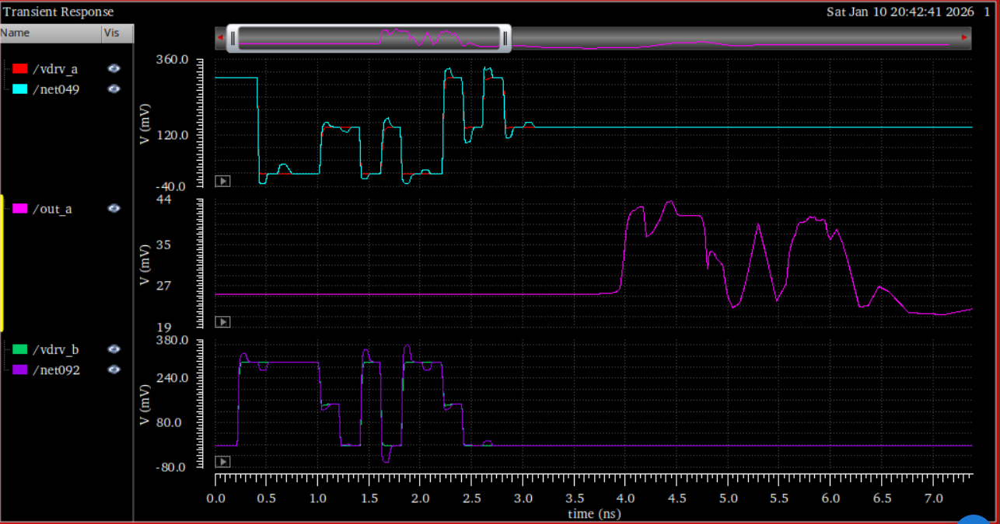 Transient Response
Sat Jan 10 20:42:41 2026 1
Name Vis
/vdrv_a
/net049
/out_a
/vdrv_b
/net092
360.0
V (mV)
120.0
-40.0
44
35
V (mV)
27
19
380.0
240.0
V (mV)
80.0
-80.0
0.0 0.5 1.0 1.5 2.0 2.5 3.0 3.5 4.0 4.5 5.0 5.5 6.0 6.5 7.0
time (ns)